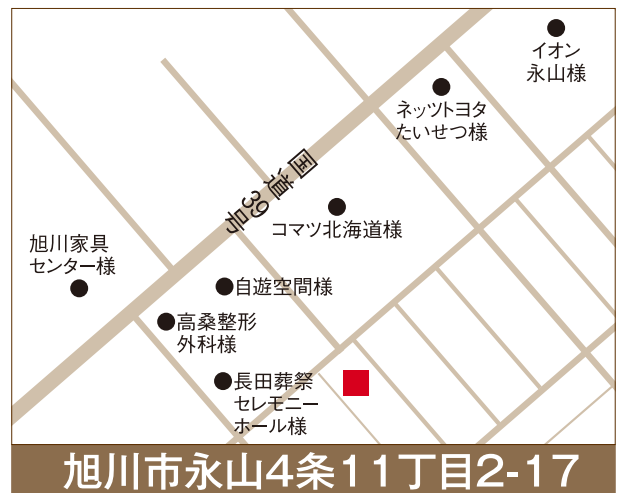 イオン
永山様
ネッツトヨタ
たいせつ様
国道39号
コマツ北海道様
旭川家具
センター様
自遊空間様
高桑整形
外科様
長田葬祭
セレモニー
ホール様
旭川市永山4条11丁目2-17